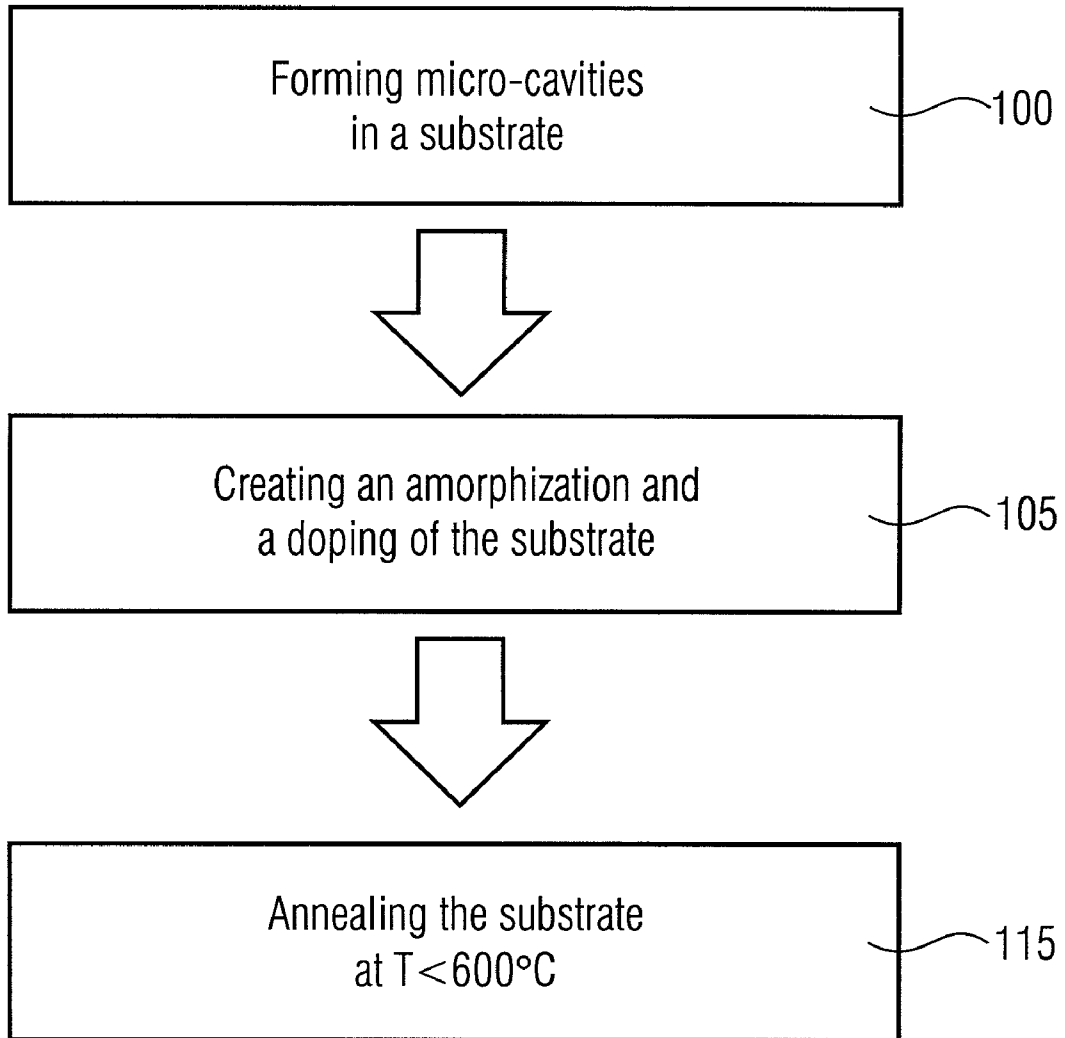 Forming micro-cavities
in a substrate
100
Creating an amorphization and
a doping of the substrate
105
Annealing the substrate
at T<600°C
115